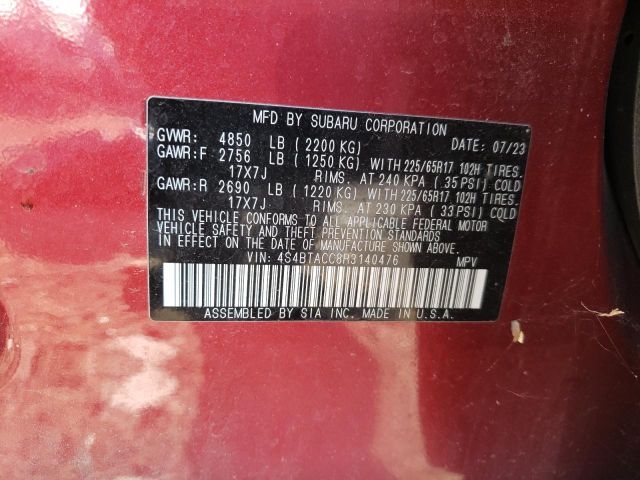 MFD BY SUBARU CORPORATION
GVWR: 4850 LB ( 2200 KG) DATE: 07/23
GAWR:F 2756 LB ( 1250 KG) WITH 225/65R17 102H TIRES.
17X7J RIMS. AT 240 KPA ( 35 PSI) COLD
GAWR:R 2690 LB ( 1220 KG) WITH 225/65R17 102H TIRES.
17X7J RIMS. AT 230 KPA ( 33 PSI) COLD
THIS VEHICLE CONFORMS TO ALL APPLICABLE FEDERAL MOTOR
VEHICLE SAFETY AND THEFT PREVENTION STANDARDS
IN EFFECT ON THE DATE OF MANUFACTURE SHOWN ABOVE.
VIN: 4S4BTACC8R3140476 MPV
ASSEMBLED BY SIA INC. MADE IN U.S.A.